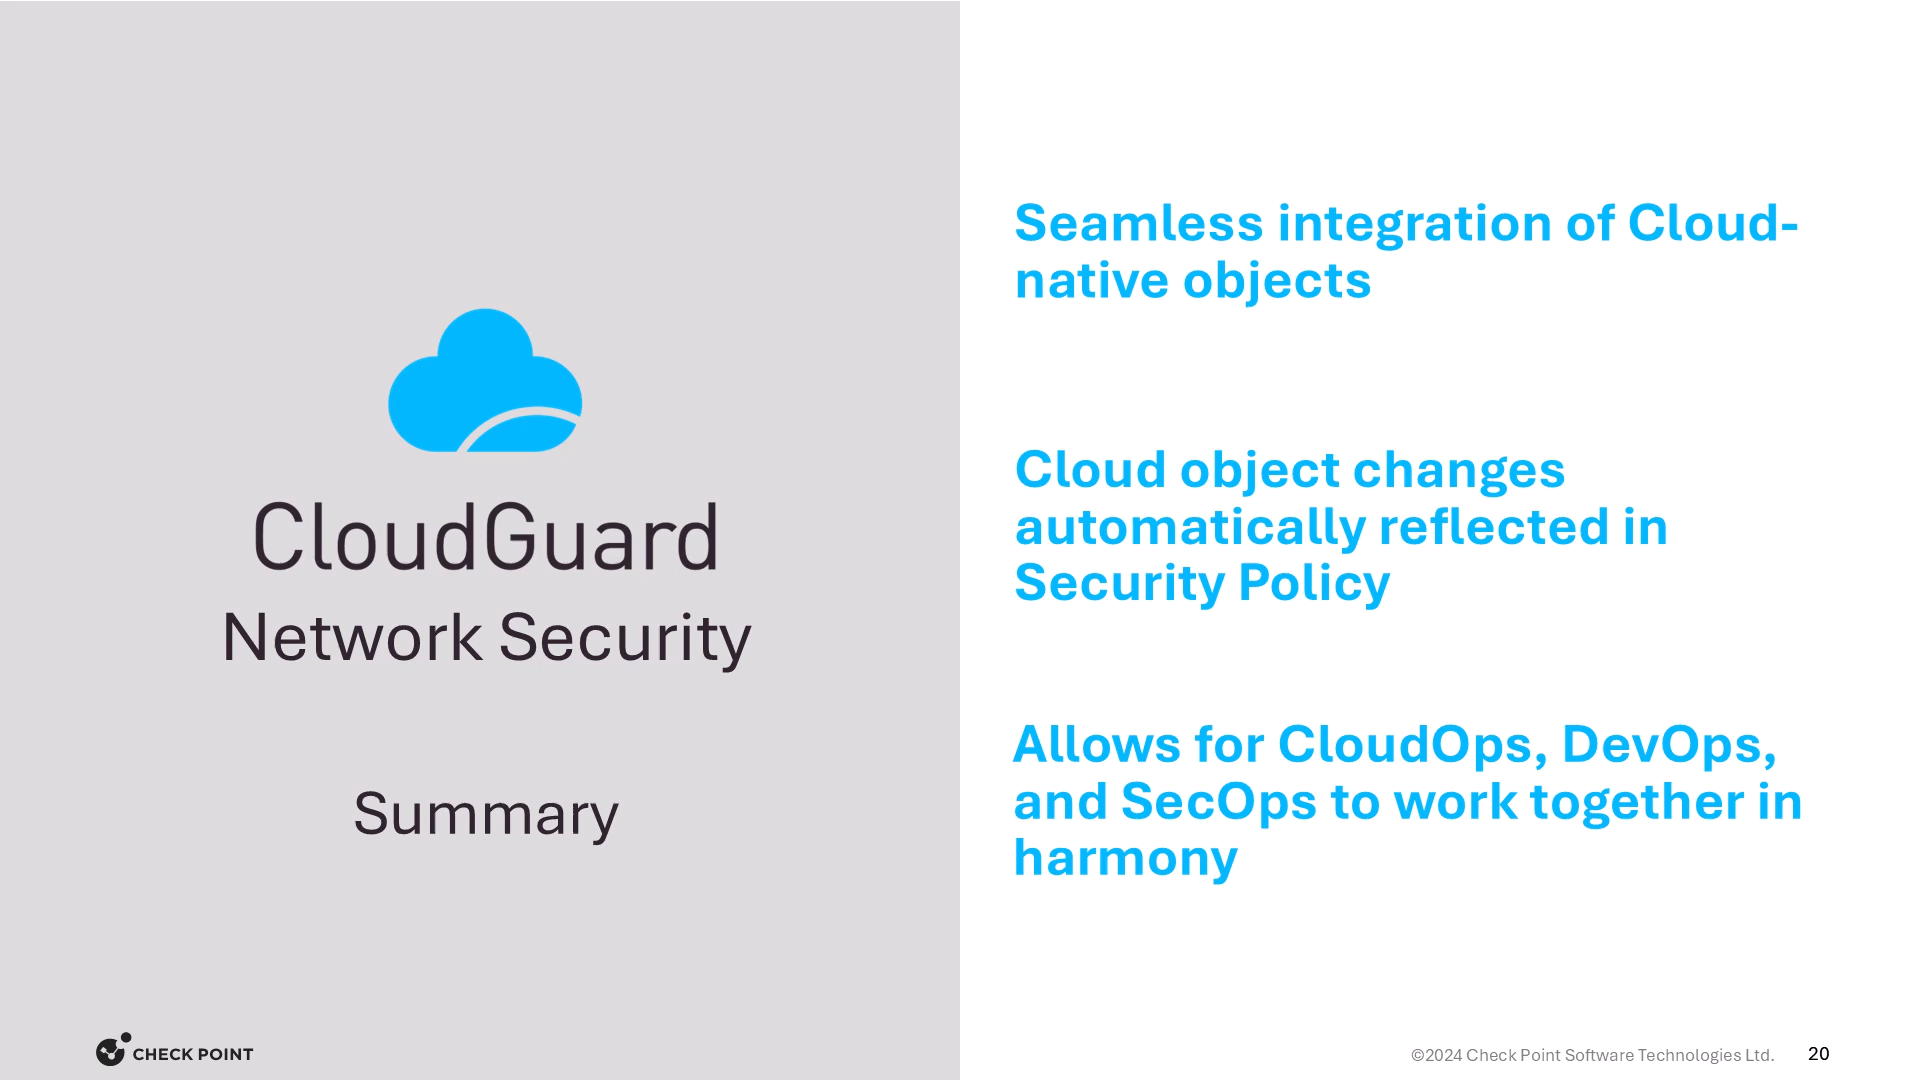 CloudGuard
Network Security
Summary
Seamless integration of Cloud-
native objects
Cloud object changes
automatically reflected in
Security Policy
Allows for CloudOps, DevOps,
and SecOps to work together in
harmony
CHECK POINT
©2024 Check Point Software Technologies Ltd.
20